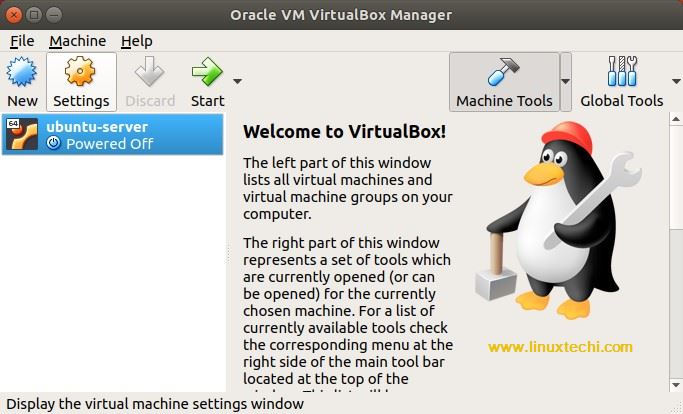 Oracle VM VirtualBox Manager
File Machine Help
New Settings Discard Start Machine Tools Global Tools
64
ubuntu-server
Powered Off
Welcome to VirtualBox!
The left part of this window
lists all virtual machines and
virtual machine groups on your
computer.
The right part of this window
represents a set of tools which
are currently opened (or can
be opened) for the currently
chosen machine. For a list of
currently available tools check
the corresponding menu at the
right side of the main tool bar
located at the top of the
www.linuxtechi.com
Display the virtual machine settings window